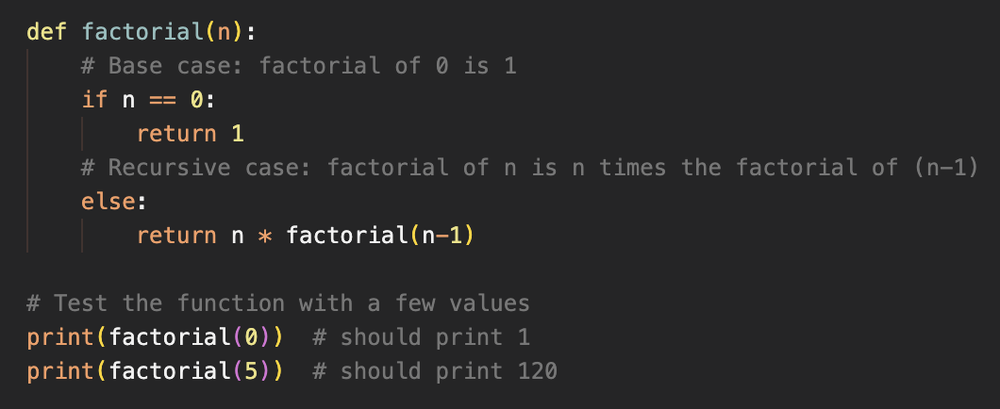 def factorial(n):
    # Base case: factorial of 0 is 1
    if n == 0:
        return 1
    # Recursive case: factorial of n is n times the factorial of (n-1)
    else:
        return n * factorial(n-1)

# Test the function with a few values
print(factorial(0))  # should print 1
print(factorial(5))  # should print 120